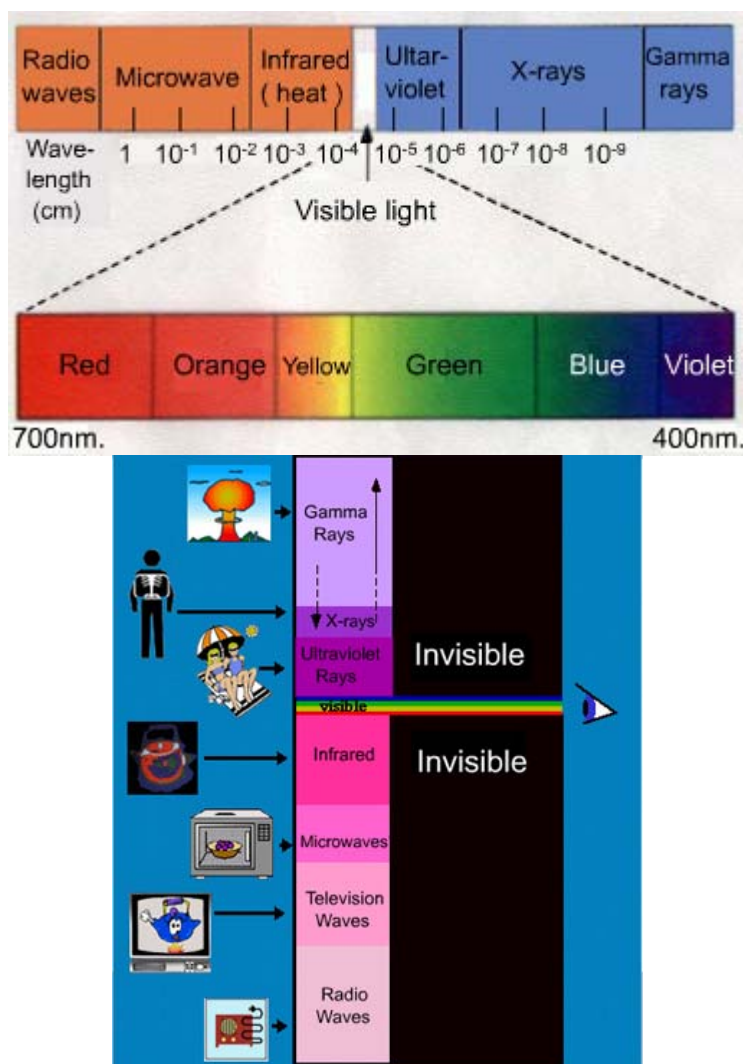 Radio
waves
Microwave
Infrared
( heat )
Ultar-
violet
X-rays
Gamma
rays
Wave-
length
(cm)
1 10⁻¹ 10⁻² 10⁻³ 10⁻⁴ 10⁻⁵ 10⁻⁶ 10⁻⁷ 10⁻⁸ 10⁻⁹
Visible light
Red Orange Yellow Green Blue Violet
700nm. 400nm.
Gamma
Rays
X-rays
Ultraviolet
Rays
Invisible
visible
Infrared
Invisible
Microwaves
Television
Waves
Radio
Waves